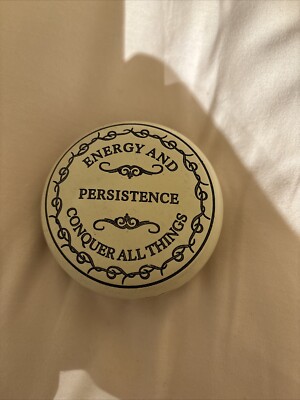 ENERGY AND
PERSISTENCE
CONQUER ALL THINGS